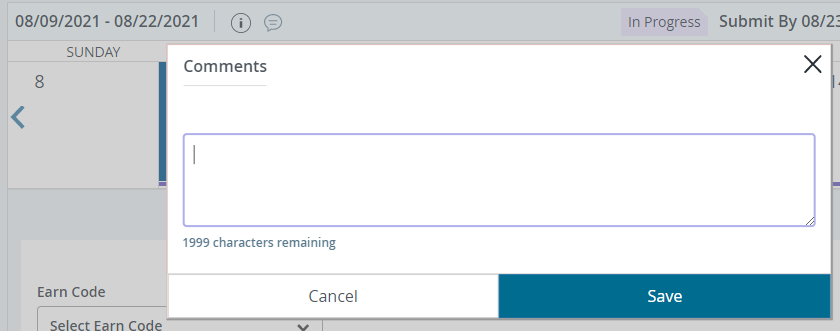 08/09/2021 - 08/22/2021
In Progress
Submit By 08/23
SUNDAY
8
Comments
1999 characters remaining
Cancel
Save
Earn Code
Select Earn Code